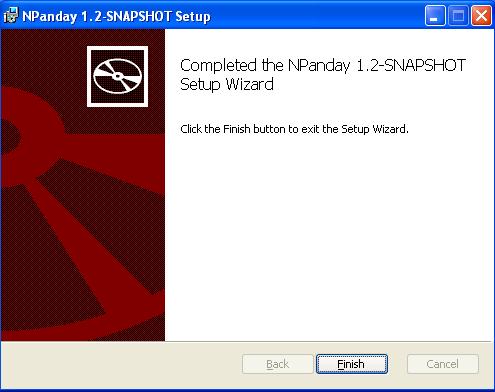 NPanday 1.2-SNAPSHOT Setup
Completed the NPanday 1.2-SNAPSHOT
Setup Wizard
Click the Finish button to exit the Setup Wizard.
Back Finish Cancel